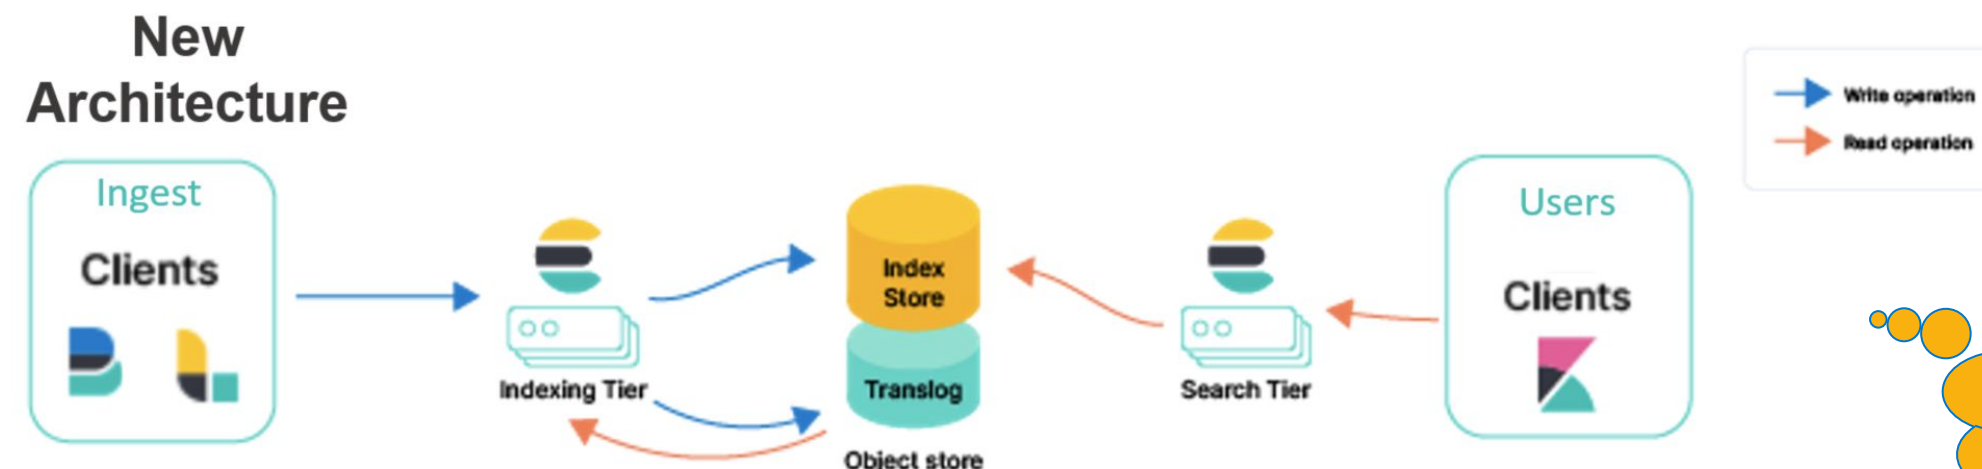 New
Architecture
Ingest
Clients
Indexing Tier
Index
Store
Translog
Object store
Search Tier
Users
Clients
Write operation
Read operation